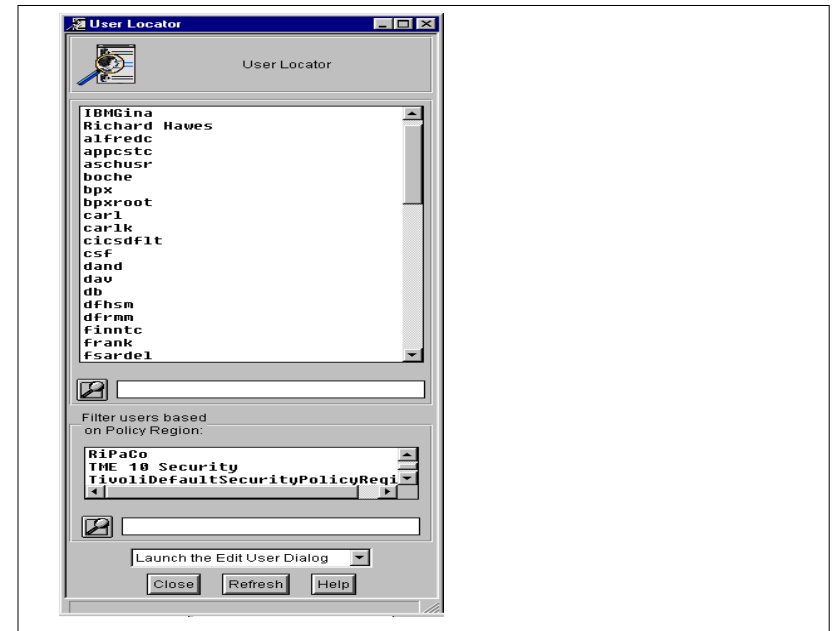 User Locator
User Locator
IBMGina
Richard Hawes
alfredc
appcstc
aschusr
boche
bpx
bpxroot
carl
carlk
cicsdflt
csf
dand
dav
db
dfhsm
dfrmm
finntc
frank
fsardel
Filter users based
on Policy Region:
RiPaCo
TME 10 Security
TivoliDefaultSecurityPolicyRegi
Launch the Edit User Dialog
Close Refresh Help